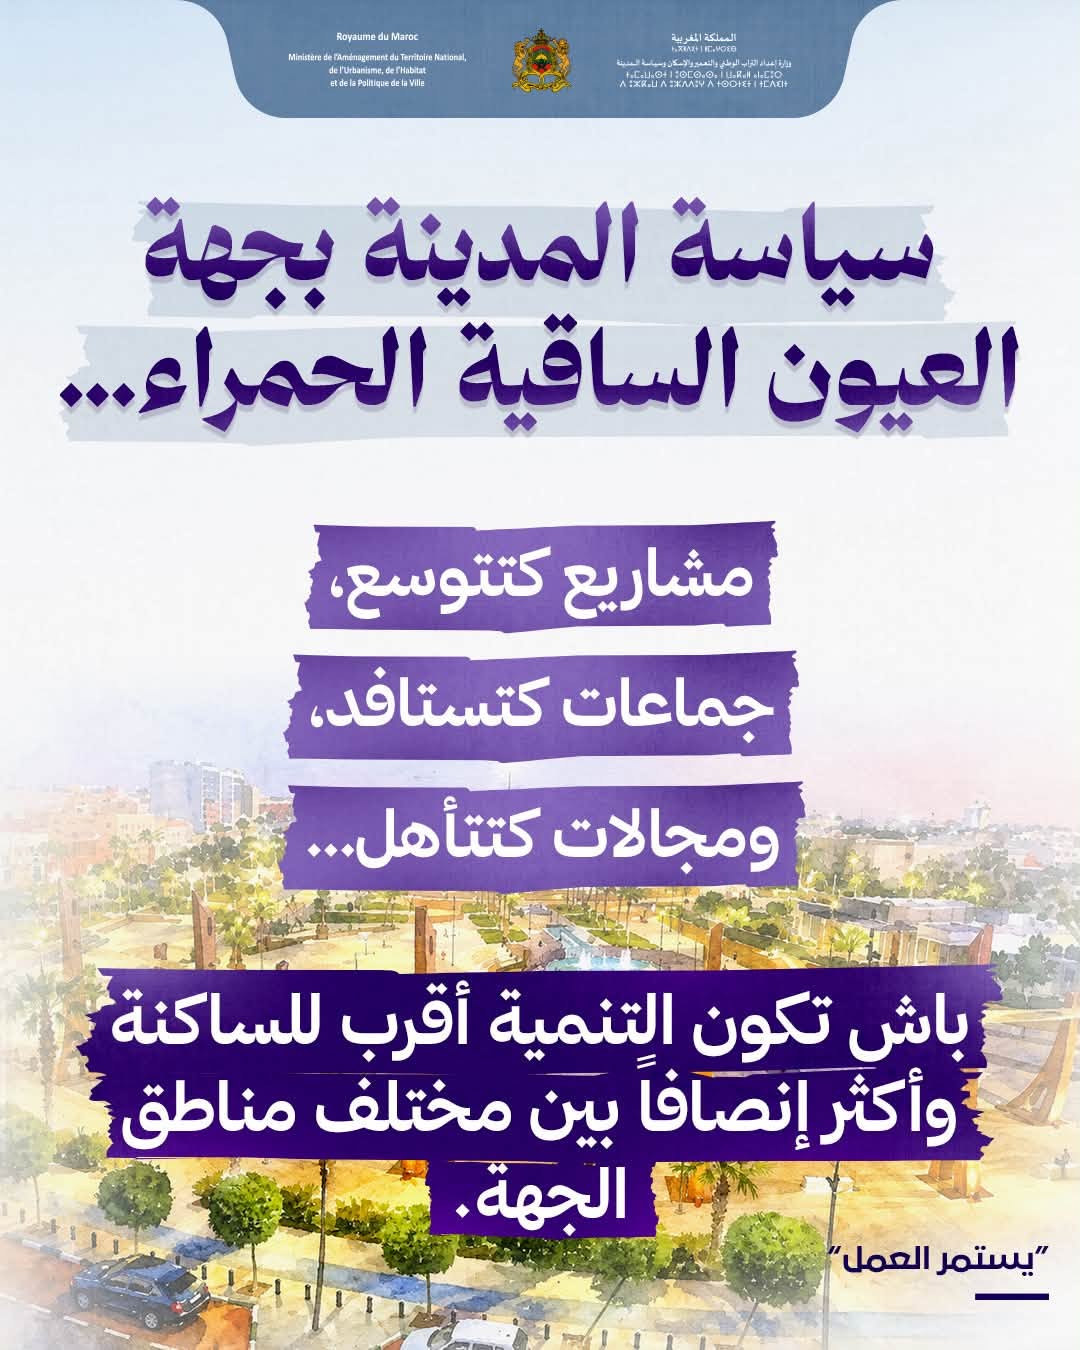 Royaume du Maroc
Ministère de l'Aménagement du Territoire National,
de l'Urbanisme, de l'Habitat
et de la Politique de la Ville
المملكة المغربية
ⵜⴰⴳⵍⴷⵉⵜ ⵏ ⵍⵎⵖⵔⵉⴱ
وزارة إعداد التراب الوطني والتعمير والإسكان وسياسة المدينة
سياسة المدينة بجهة
العيون الساقية الحمراء...
مشاريع كتتوسع،
جماعات كتستافد،
ومجالات كتتأهل...
باش تكون التنمية أقرب للساكنة
وأكثر إنصافاً بين مختلف مناطق
الجهة.
"يستمر العمل"